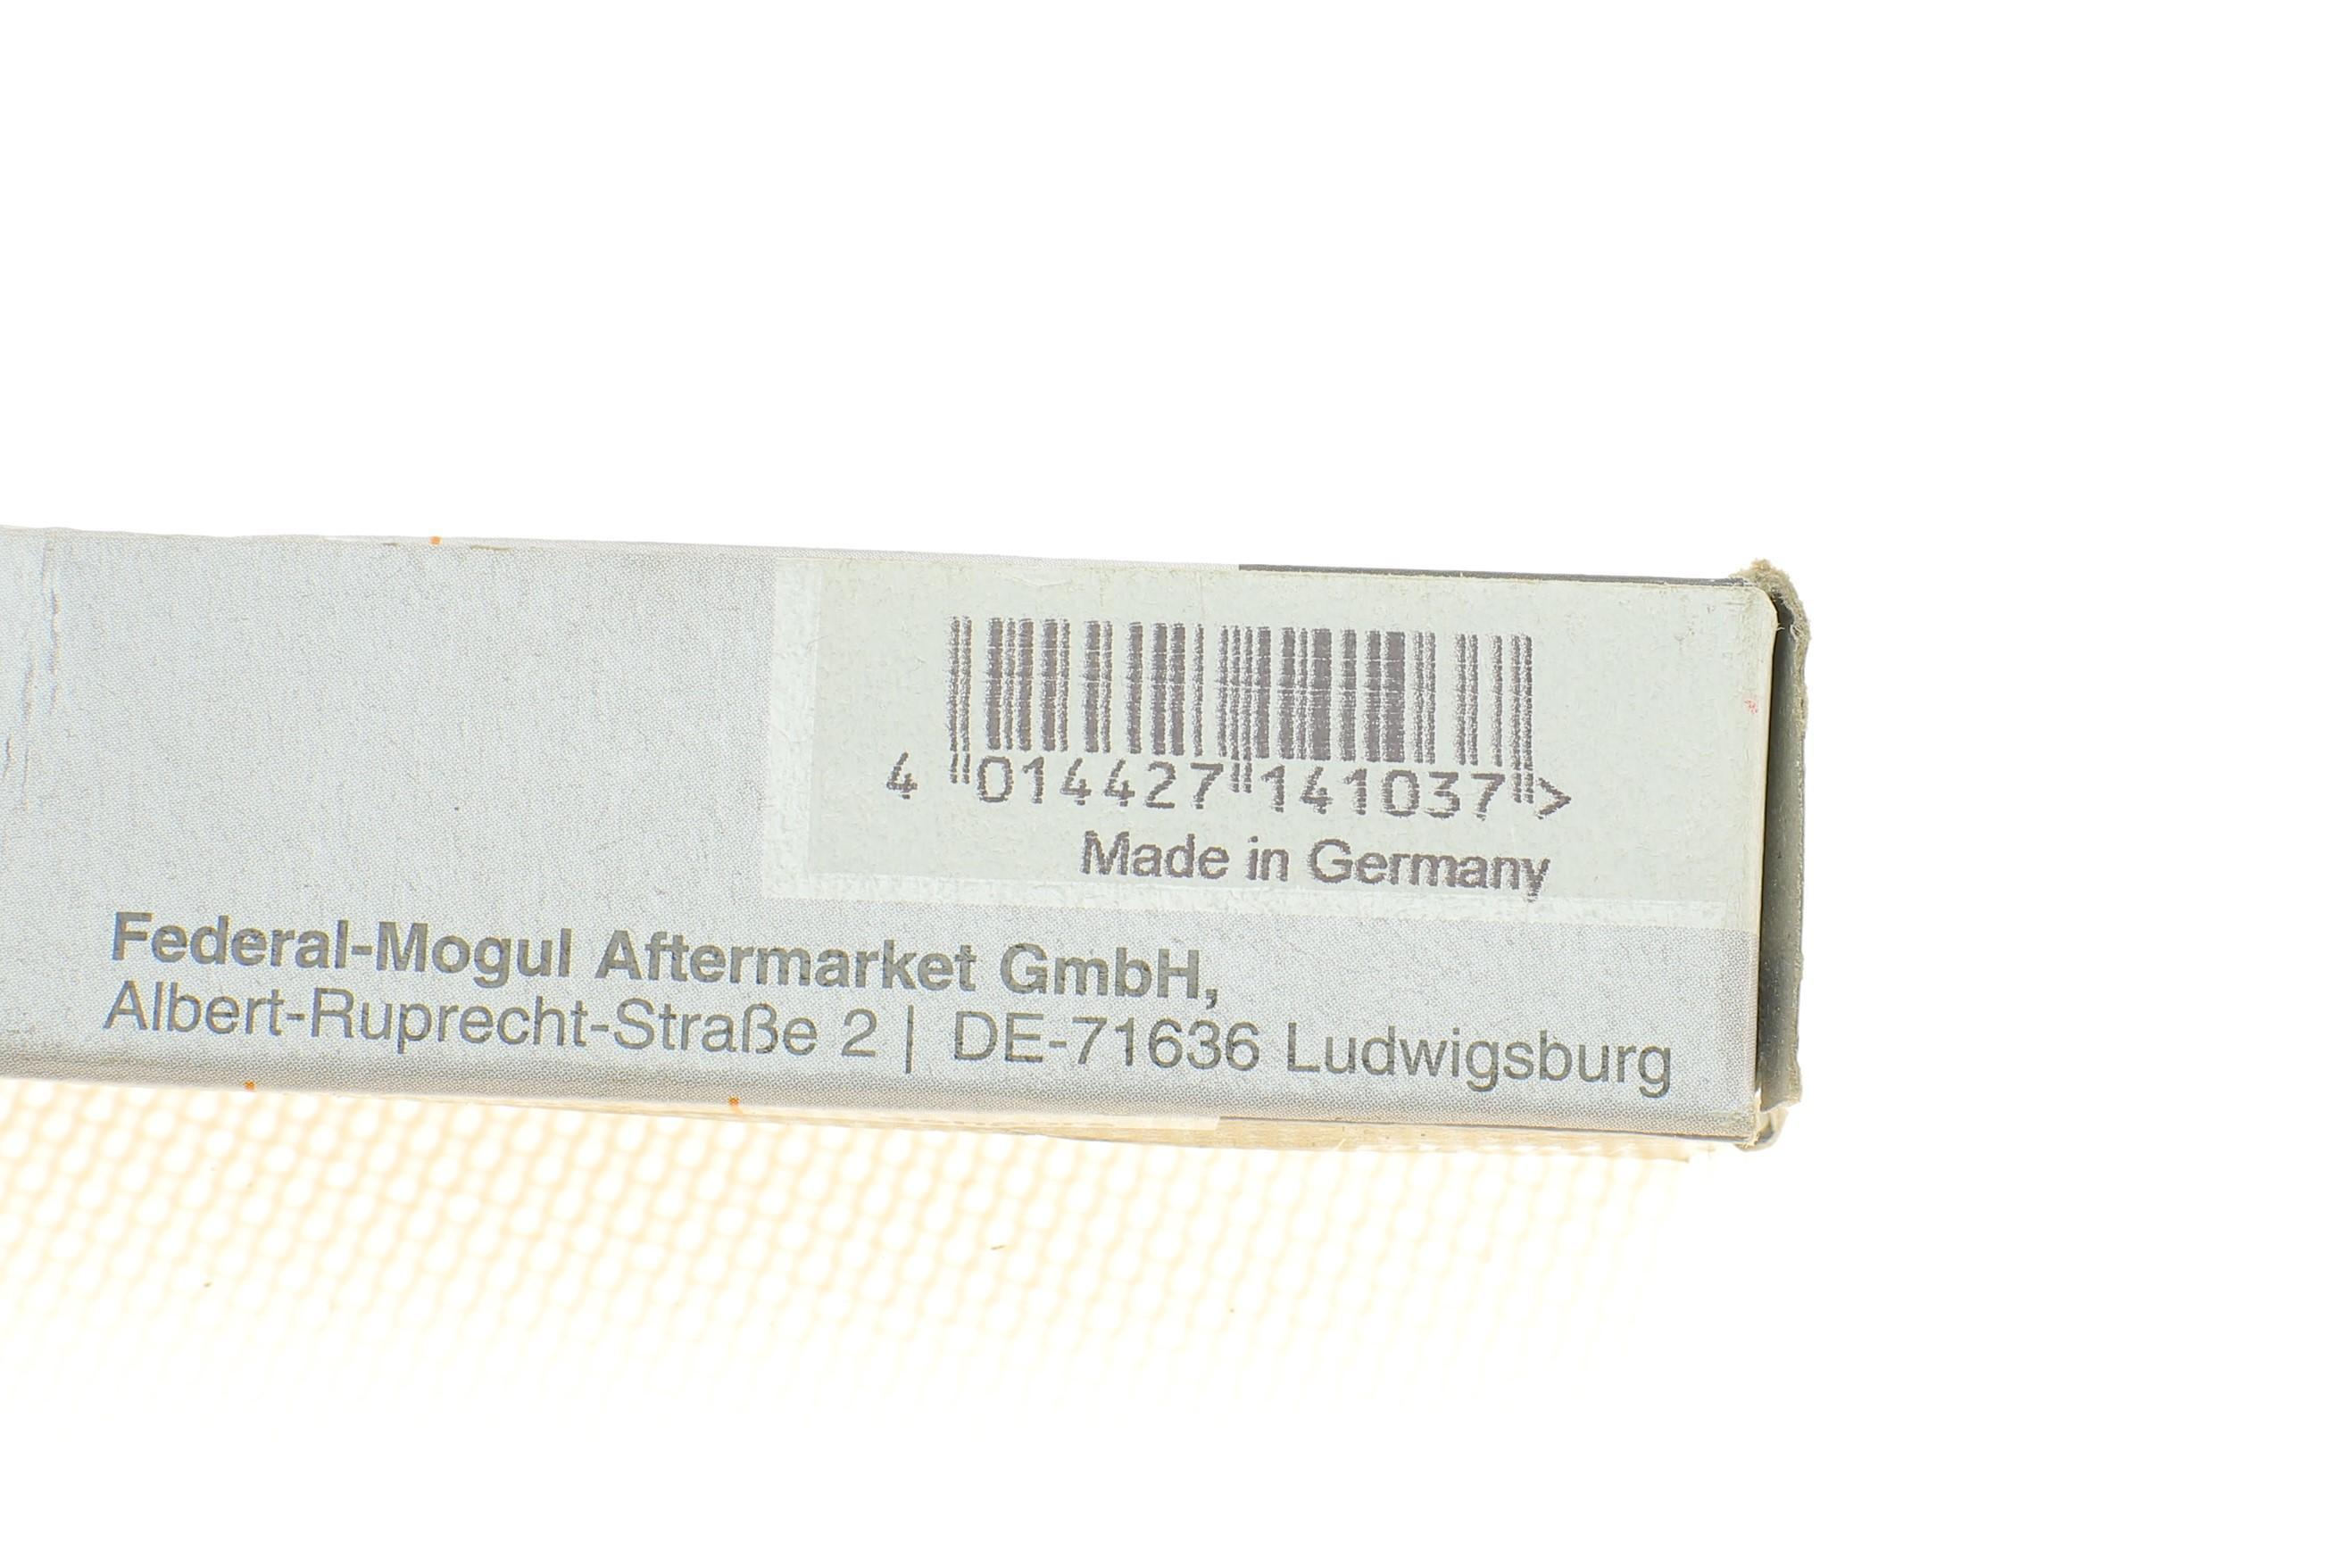 4 014427 141037 >
Made in Germany
Federal-Mogul Aftermarket GmbH,
Albert-Ruprecht-Straße 2 | DE-71636 Ludwigsburg